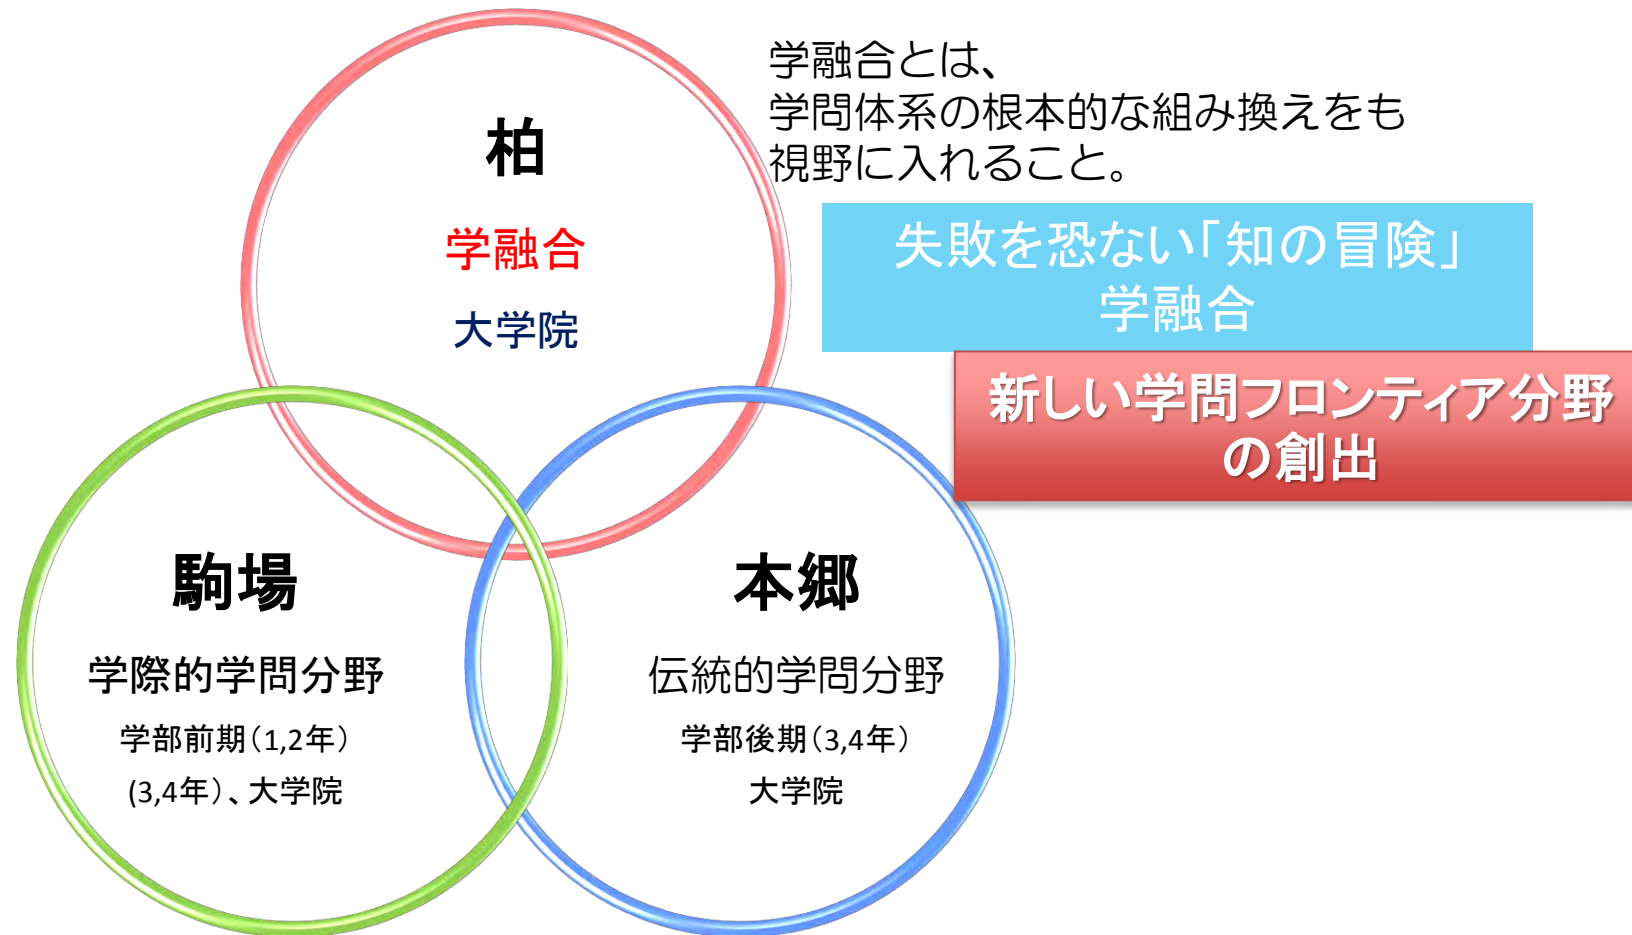 柏
学融合
大学院
学融合とは、
学問体系の根本的な組み換えをも
視野に入れること。
失敗を恐ない「知の冒険」
学融合
新しい学問フロンティア分野
の創出
駒場
学際的学問分野
学部前期（1,2年）
(3,4年）、大学院
本郷
伝統的学問分野
学部後期（3,4年）
大学院